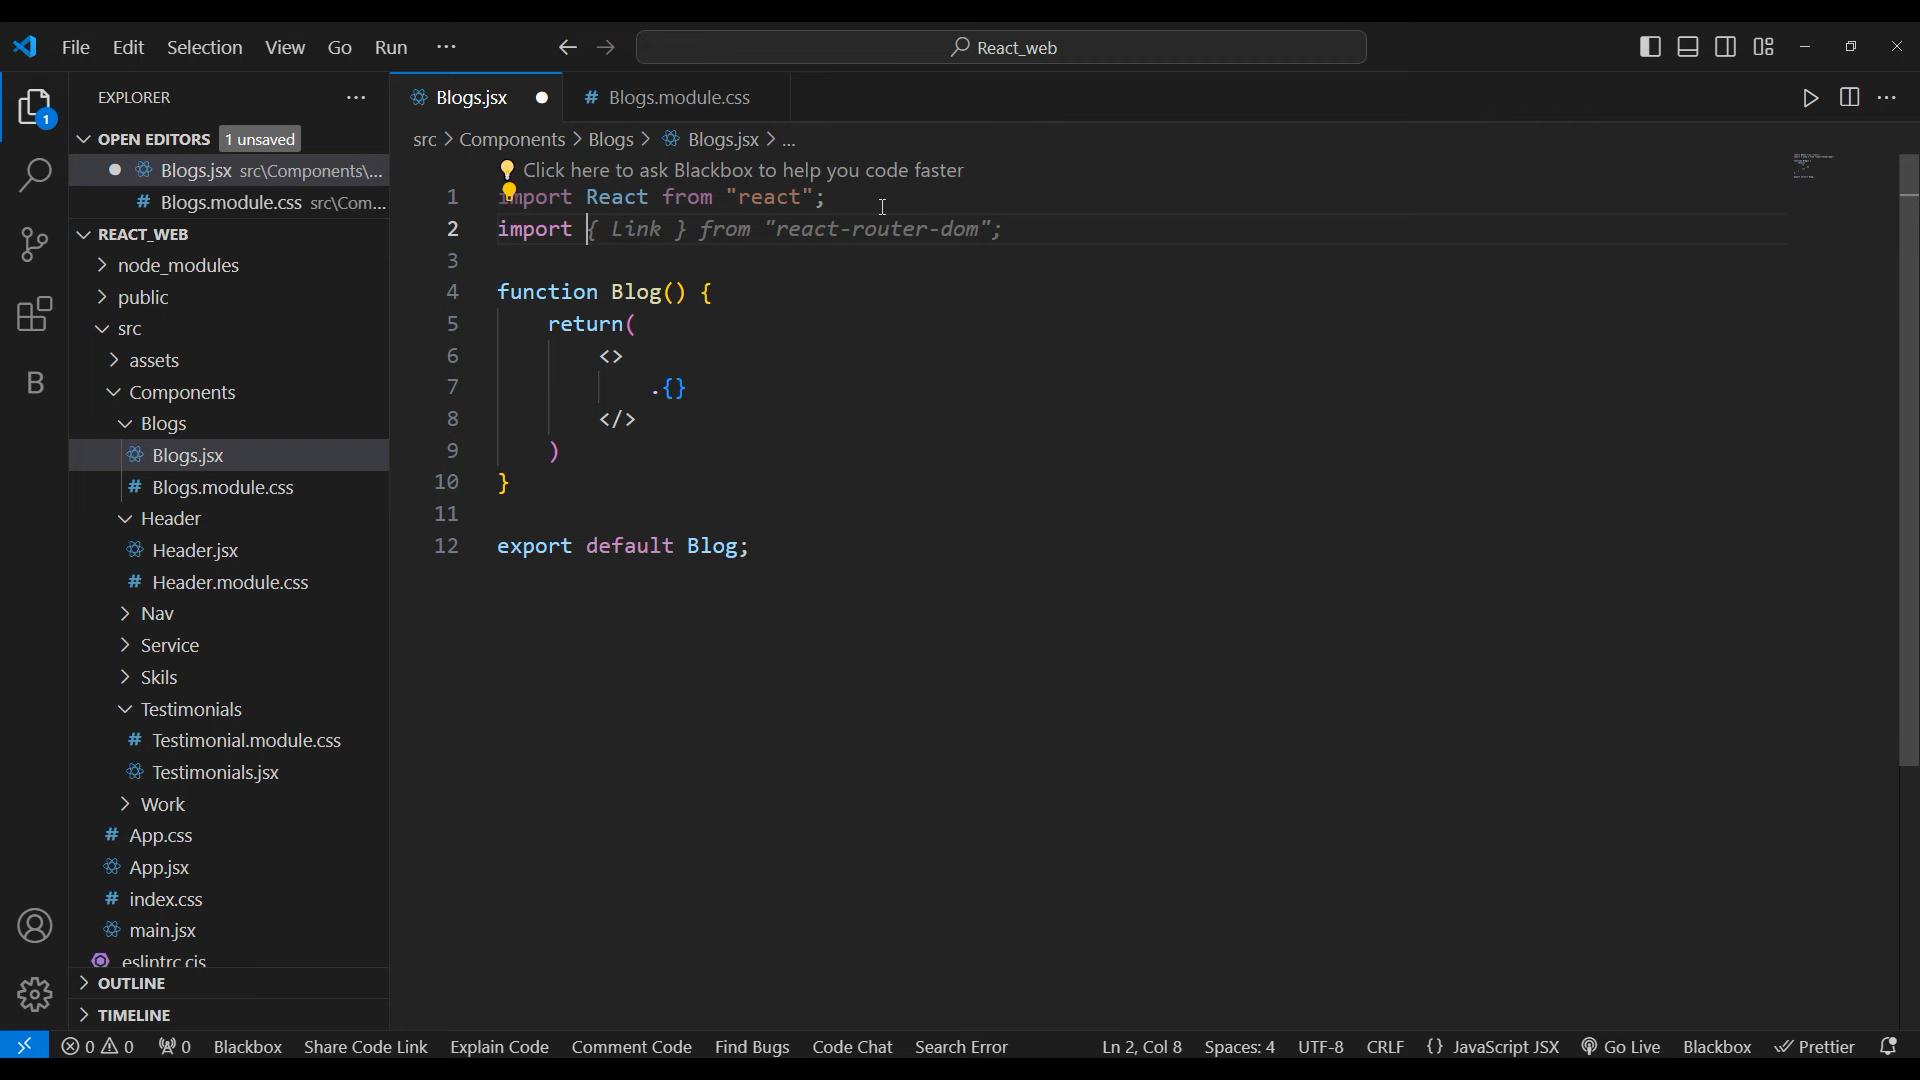 File Edit Selection View Go Run ···
React_web
EXPLORER ···
OPEN EDITORS 1 unsaved
Blogs.jsx src\Components\...
# Blogs.module.css src\Com...
REACT_WEB
node_modules
public
src
assets
Components
Blogs
Blogs.jsx
# Blogs.module.css
Header
Header.jsx
# Header.module.css
Nav
Service
Skils
Testimonials
# Testimonial.module.css
Testimonials.jsx
Work
# App.css
App.jsx
# index.css
main.jsx
eslintrc.cjs
OUTLINE
TIMELINE
1
B
Blogs.jsx
# Blogs.module.css
src > Components > Blogs > Blogs.jsx > ...
Click here to ask Blackbox to help you code faster
1 import React from "react";
2 import { Link } from "react-router-dom";
3
4 function Blog() {
5 return(
6 <>
7 .{}
8 </>
9 )
10 }
11
12 export default Blog;
0 0 0 Blackbox Share Code Link Explain Code Comment Code Find Bugs Code Chat Search Error Ln 2, Col 8 Spaces: 4 UTF-8 CRLF {} JavaScript JSX Go Live Blackbox Prettier